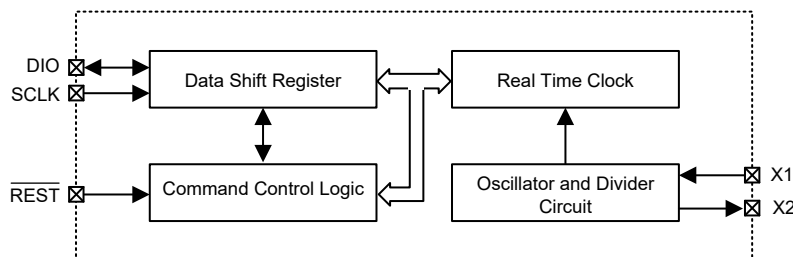 DIO
Data Shift Register
Real Time Clock
SCLK
REST
Command Control Logic
Oscillator and Divider
Circuit
X1
X2